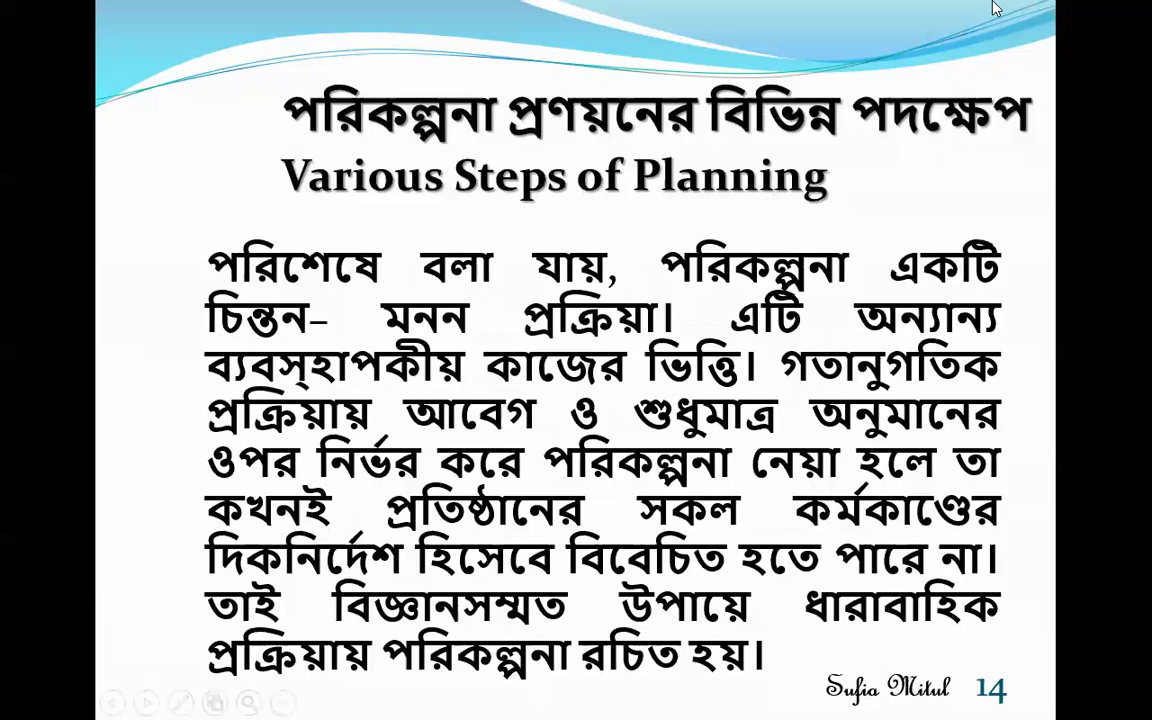 পরিকল্পনা প্রণয়নের বিভিন্ন পদক্ষেপ
Various Steps of Planning
পরিশেষে বলা যায়, পরিকল্পনা একটি
চিন্তন– মনন প্রক্রিয়া। এটি অন্যান্য
ব্যবস্হাপকীয় কাজের ভিত্তি। গতানুগতিক
প্রক্রিয়ায় আবেগ ও শুধুমাত্র অনুমানের
ওপর নির্ভর করে পরিকল্পনা নেয়া হলে তা
কখনই প্রতিষ্ঠানের সকল কর্মকাণ্ডের
দিকনির্দেশ হিসেবে বিবেচিত হতে পারে না।
তাই বিজ্ঞানসম্মত উপায়ে ধারাবাহিক
প্রক্রিয়ায় পরিকল্পনা রচিত হয়।
Sufia Mitul 14